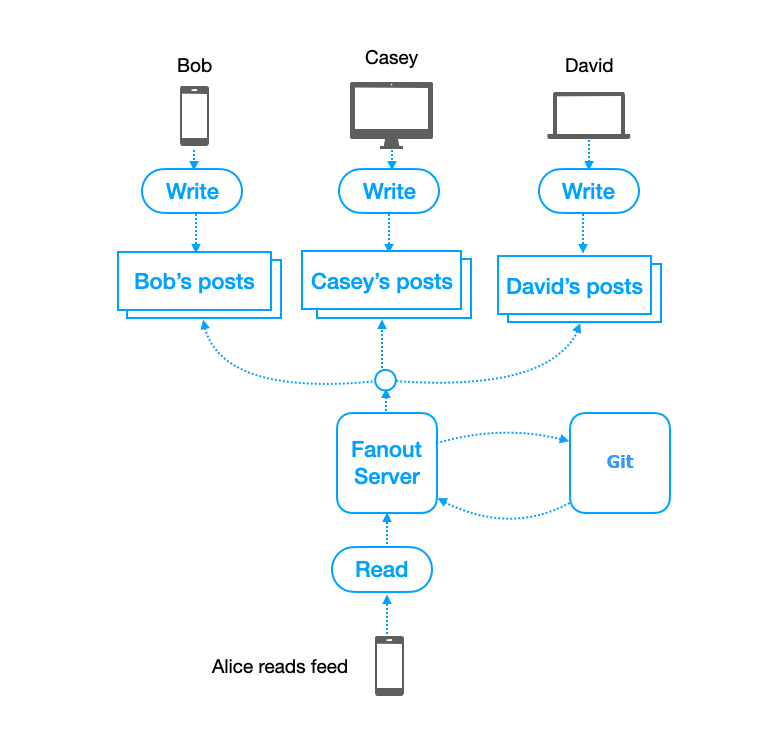 Bob
Casey
David
Write
Write
Write
Bob’s posts
Casey’s posts
David’s posts
Fanout
Server
Git
Read
Alice reads feed